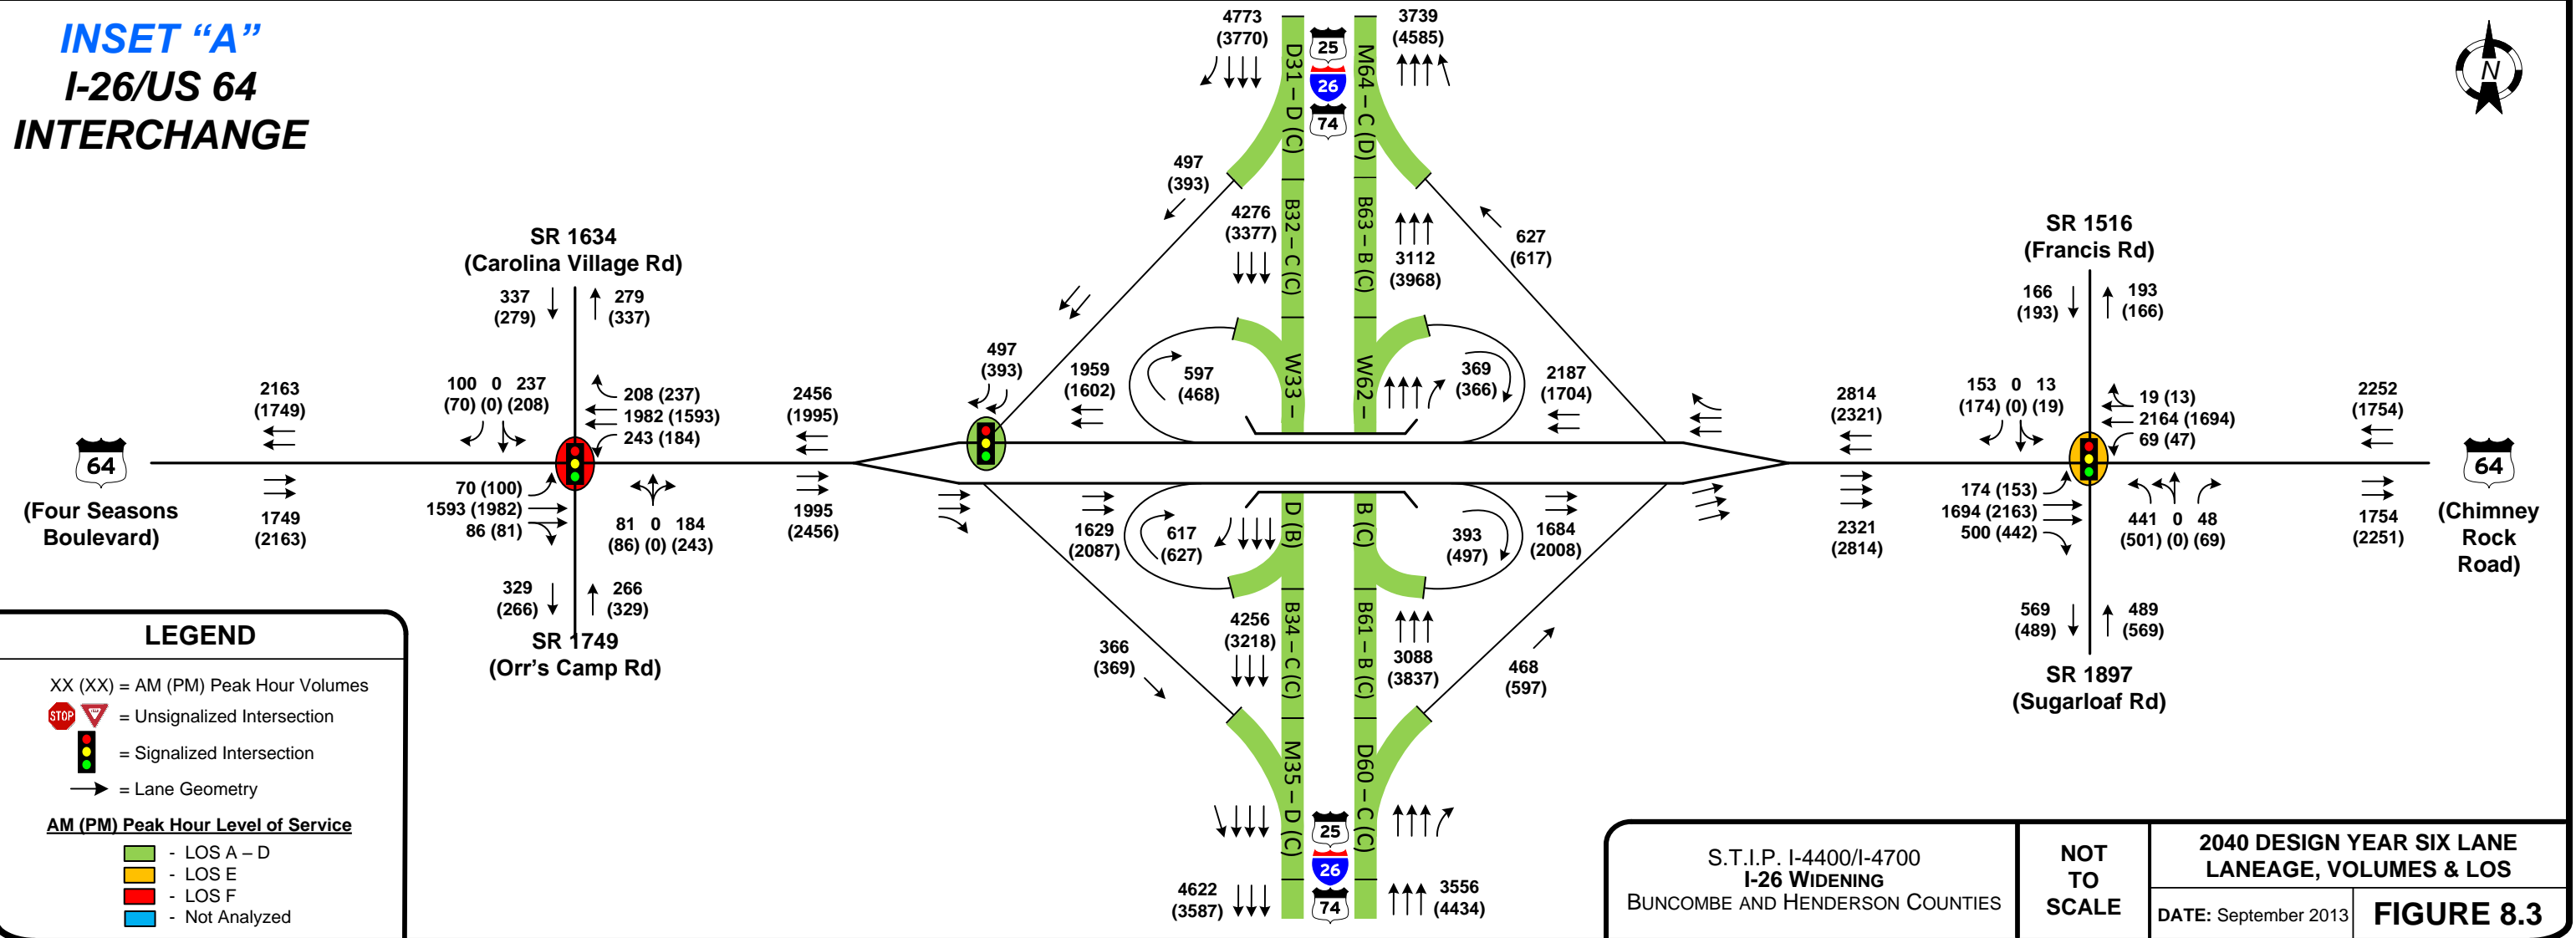 INSET “A”
I-26/US 64
INTERCHANGE
4773
(3770)
25
26
74
3739
(4585)
N
D31 – D (C)
M64 – C (D)
497
(393)
627
(617)
B32 – C (C)
B63 – B (C)
4276
(3377)
3112
(3968)
SR 1634
(Carolina Village Rd)
337
(279)
279
(337)
SR 1516
(Francis Rd)
166
(193)
193
(166)
2163
(1749)
100 0 237
(70) (0) (208)
208 (237)
1982 (1593)
243 (184)
2456
(1995)
497
(393)
1959
(1602)
597
(468)
W33 –
W62 –
369
(366)
2187
(1704)
2814
(2321)
153 0 13
(174) (0) (19)
19 (13)
2164 (1694)
69 (47)
2252
(1754)
64
(Four Seasons
Boulevard)
64
(Chimney
Rock
Road)
1749
(2163)
70 (100)
1593 (1982)
86 (81)
81 0 184
(86) (0) (243)
1995
(2456)
1629
(2087)
617
(627)
D (B)
B (C)
393
(497)
1684
(2008)
2321
(2814)
174 (153)
1694 (2163)
500 (442)
441 0 48
(501) (0) (69)
1754
(2251)
329
(266)
266
(329)
SR 1749
(Orr’s Camp Rd)
569
(489)
489
(569)
SR 1897
(Sugarloaf Rd)
366
(369)
4256
(3218)
B34 – C (C)
B61 – B (C)
3088
(3837)
468
(597)
M35 – D (C)
D60 – C (C)
25
26
74
4622
(3587)
3556
(4434)
LEGEND
XX (XX) = AM (PM) Peak Hour Volumes
STOP = Unsignalized Intersection
= Signalized Intersection
= Lane Geometry
AM (PM) Peak Hour Level of Service
- LOS A – D
- LOS E
- LOS F
- Not Analyzed
S.T.I.P. I-4400/I-4700
I-26 WIDENING
BUNCOMBE AND HENDERSON COUNTIES
NOT
TO
SCALE
2040 DESIGN YEAR SIX LANE
LANEAGE, VOLUMES & LOS
DATE: September 2013
FIGURE 8.3